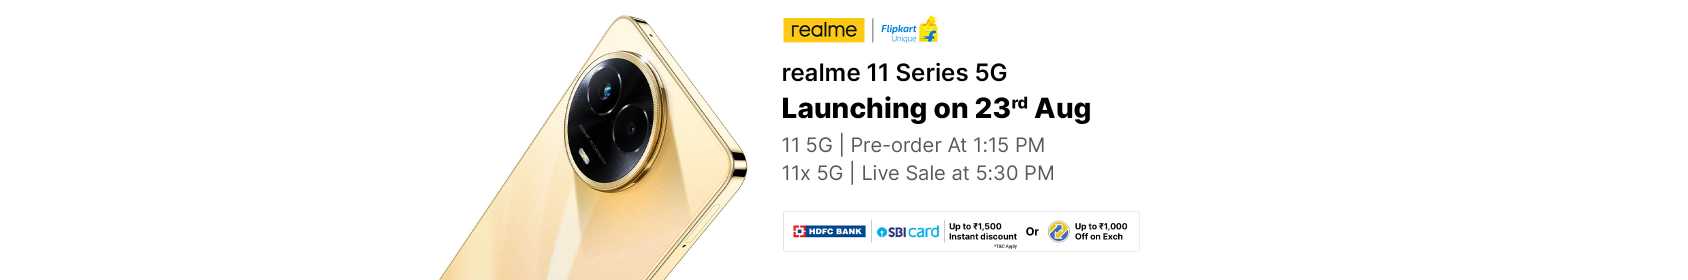 realme | Flipkart Unique
realme 11 Series 5G
Launching on 23rd Aug
11 5G | Pre-order At 1:15 PM
11x 5G | Live Sale at 5:30 PM
HDFC BANK | SBI card | Up to ₹1,500 Instant discount Or Up to ₹1,000 Off on Exch
*T&C Apply